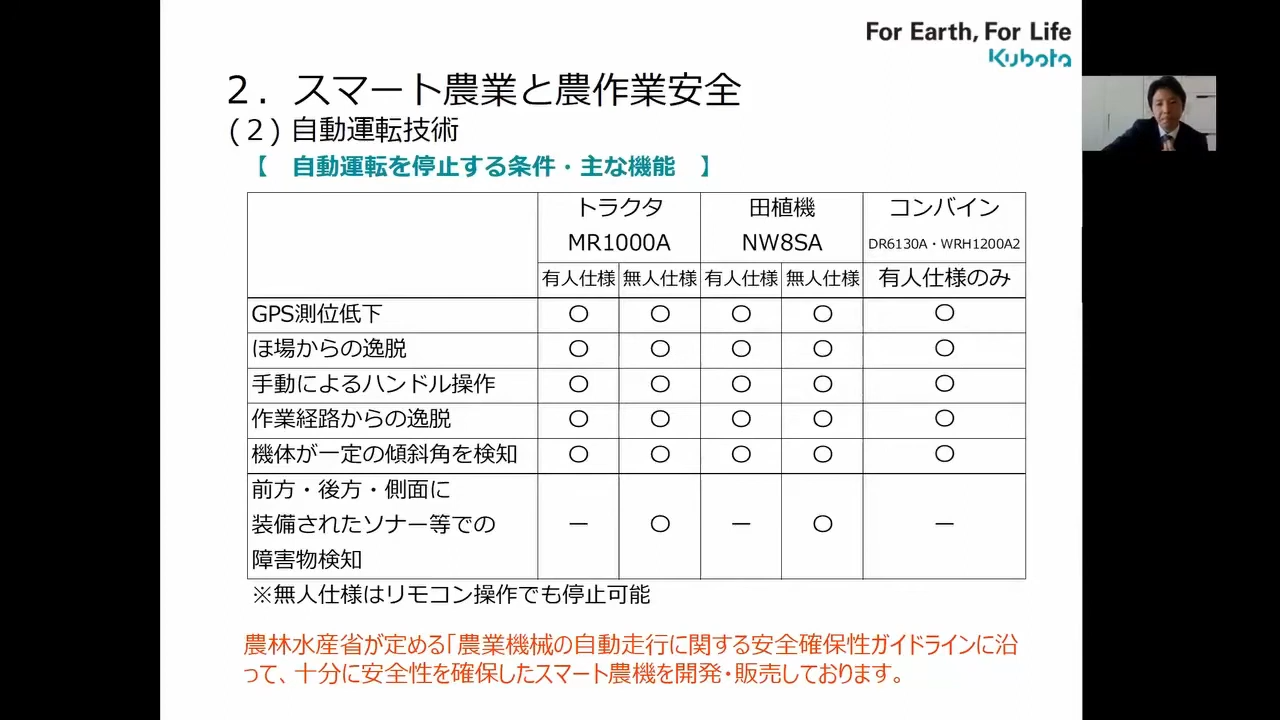 For Earth, For Life
Kubota
２．スマート農業と農作業安全
(２) 自動運転技術
【 自動運転を停止する条件・主な機能 】
トラクタ 田植機 コンバイン
MR1000A NW8SA DR6130A・WRH1200A2
有人仕様 無人仕様 有人仕様 無人仕様 有人仕様のみ
GPS測位低下 〇 〇 〇 〇 〇
ほ場からの逸脱 〇 〇 〇 〇 〇
手動によるハンドル操作 〇 〇 〇 〇 〇
作業経路からの逸脱 〇 〇 〇 〇 〇
機体が一定の傾斜角を検知 〇 〇 〇 〇 〇
前方・後方・側面に
装備されたソナー等での ー 〇 ー 〇 ー
障害物検知
※無人仕様はリモコン操作でも停止可能
農林水産省が定める「農業機械の自動走行に関する安全確保性ガイドラインに沿
って、十分に安全性を確保したスマート農機を開発・販売しております。